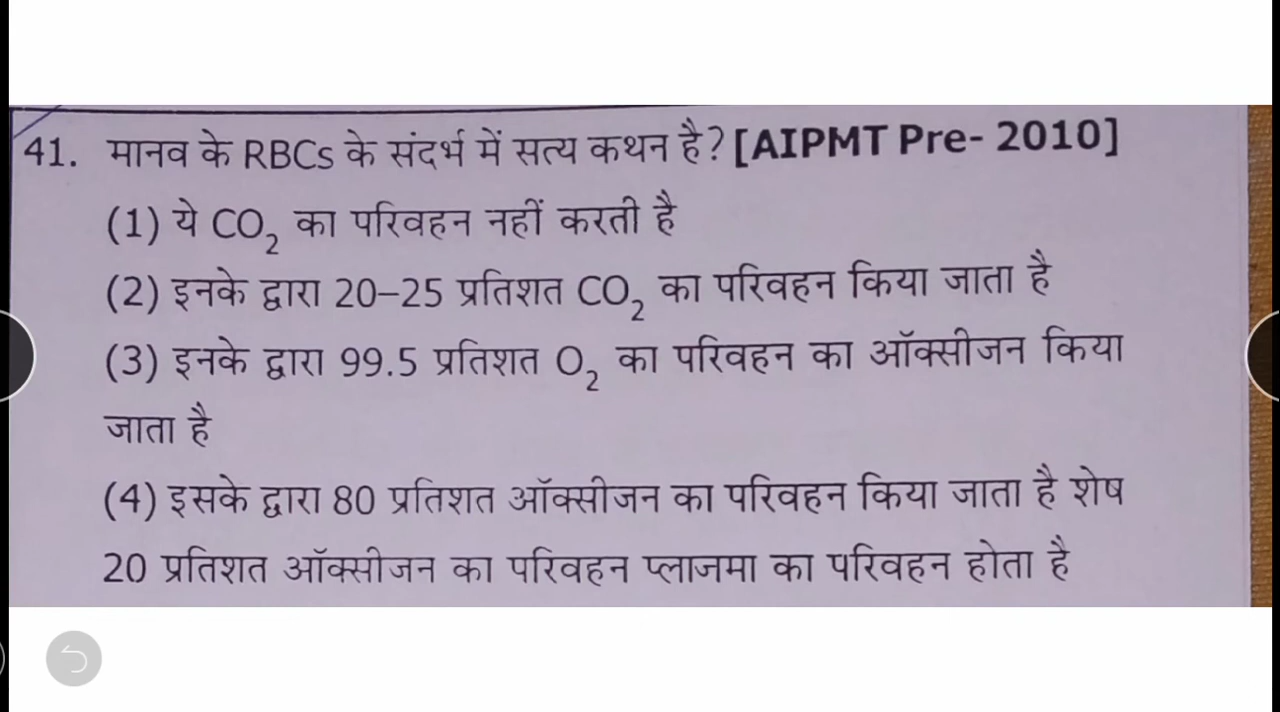 41. मानव के RBCs के संदर्भ में सत्य कथन है? [AIPMT Pre- 2010]
(1) ये CO₂ का परिवहन नहीं करती है
(2) इनके द्वारा 20–25 प्रतिशत CO₂ का परिवहन किया जाता है
(3) इनके द्वारा 99.5 प्रतिशत O₂ का परिवहन का ऑक्सीजन किया
जाता है
(4) इसके द्वारा 80 प्रतिशत ऑक्सीजन का परिवहन किया जाता है शेष
20 प्रतिशत ऑक्सीजन का परिवहन प्लाजमा का परिवहन होता है